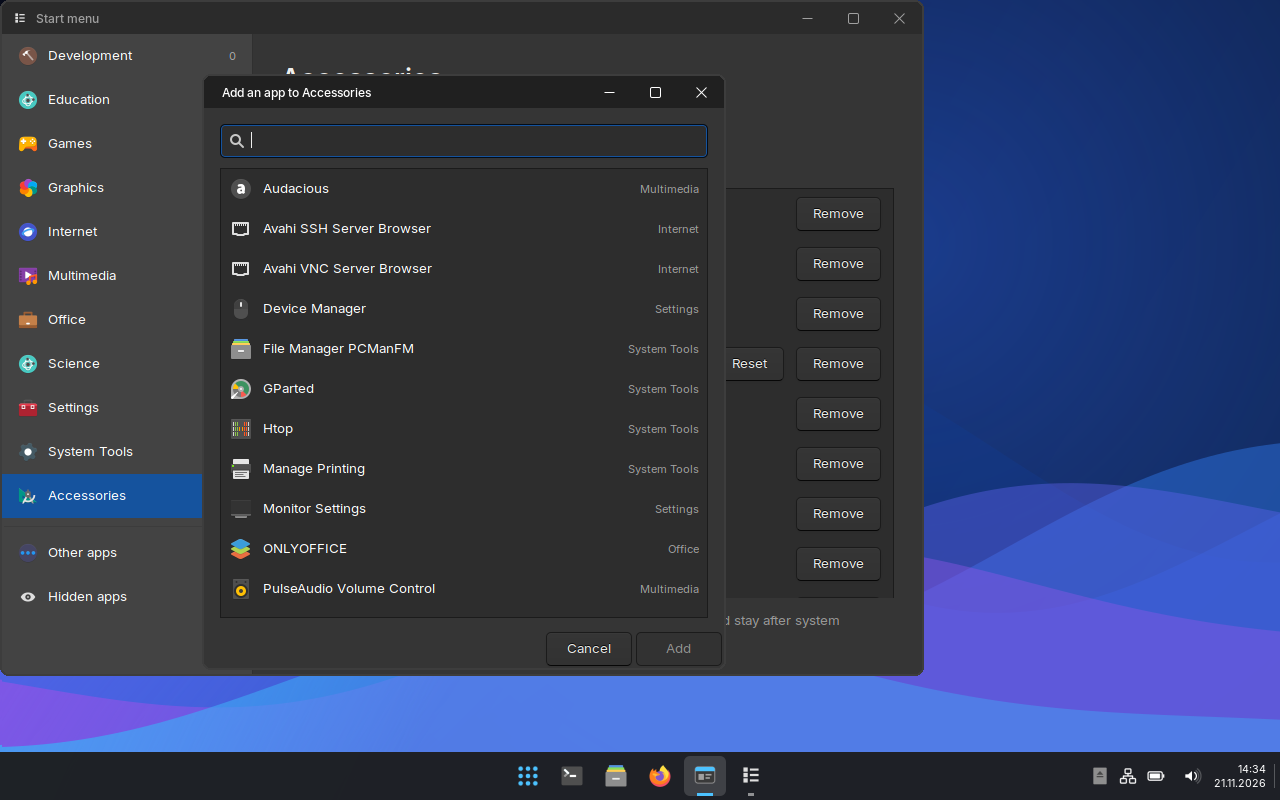 Start menu
Development 0
Education
Games
Graphics
Internet
Multimedia
Office
Science
Settings
System Tools
Accessories
Other apps
Hidden apps
Add an app to Accessories
Audacious Multimedia
Avahi SSH Server Browser Internet
Avahi VNC Server Browser Internet
Device Manager Settings
File Manager PCManFM System Tools
GParted System Tools
Htop System Tools
Manage Printing System Tools
Monitor Settings Settings
ONLYOFFICE Office
PulseAudio Volume Control Multimedia
Cancel Add
Remove
Remove
Remove
Reset Remove
Remove
Remove
Remove
Remove
stay after system
14:34
21.11.2026